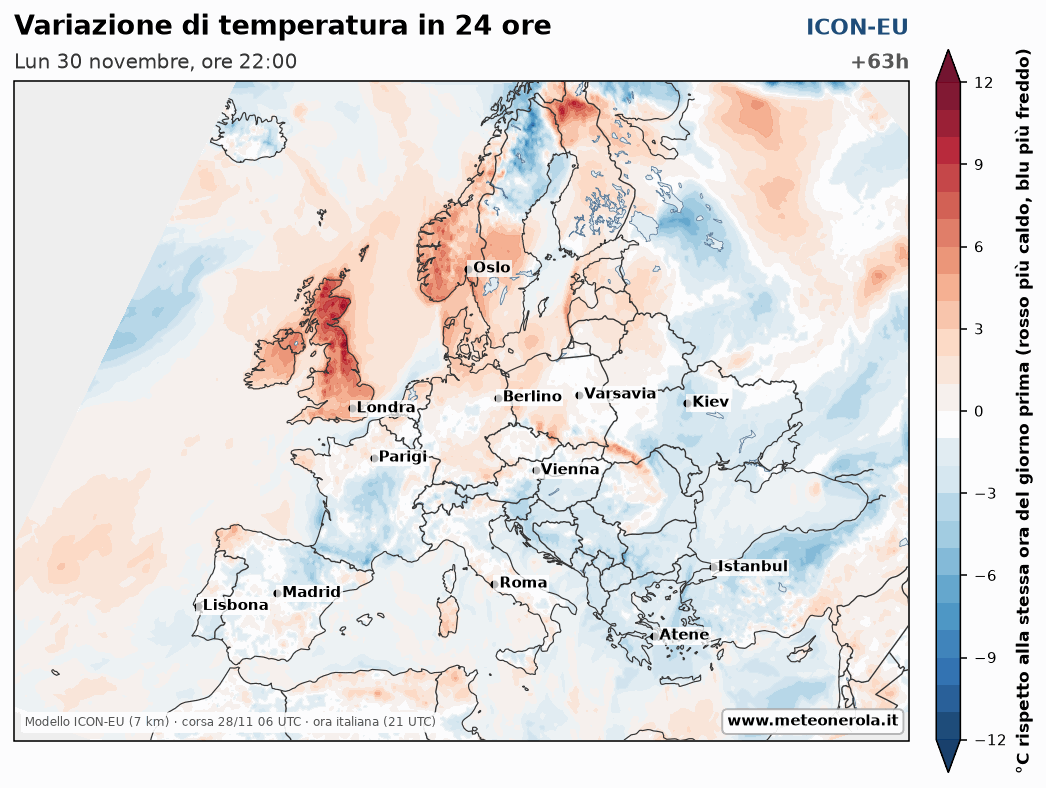 Variazione di temperatura in 24 ore
ICON-EU
Lun 30 novembre, ore 22:00
+63h
12
9
6
3
0
−3
−6
−9
−12
°C rispetto alla stessa ora del giorno prima (rosso più caldo, blu più freddo)
Oslo
Londra
Berlino
Varsavia
Kiev
Parigi
Vienna
Istanbul
Roma
Madrid
Lisbona
Atene
Modello ICON-EU (7 km) · corsa 28/11 06 UTC · ora italiana (21 UTC)
www.meteonerola.it